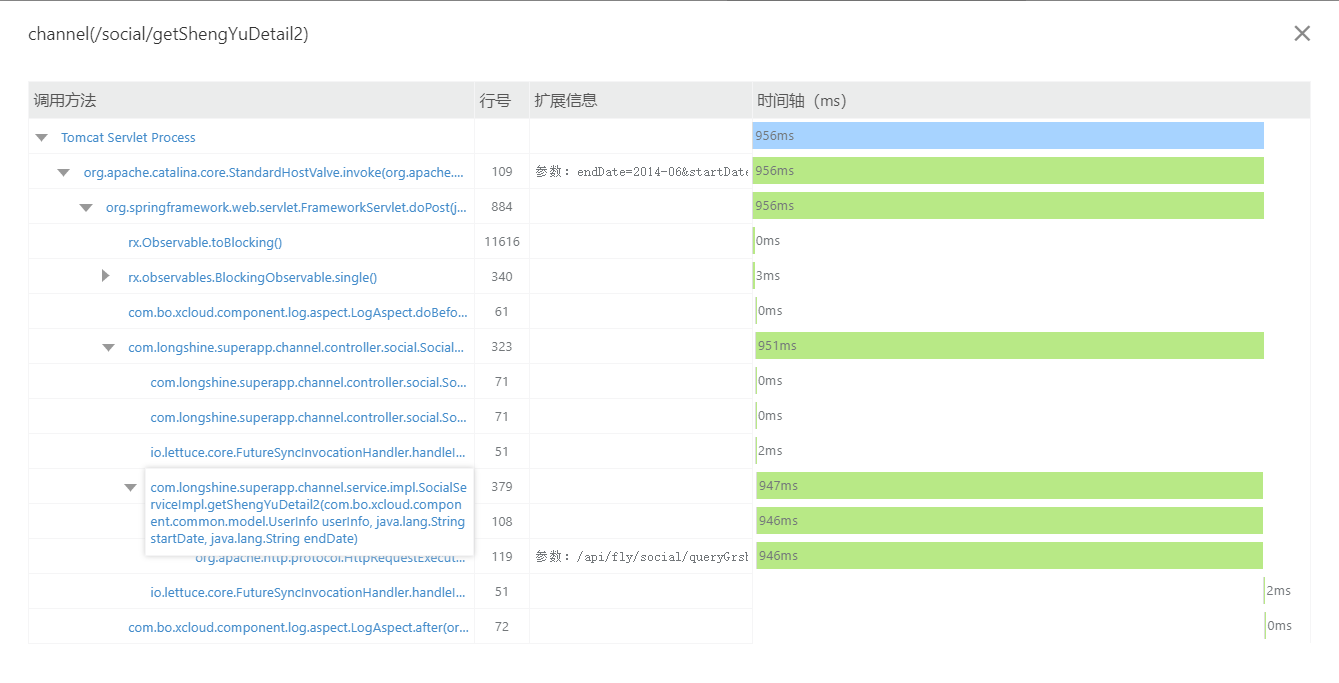 channel(/social/getShengYuDetail2)
调用方法 行号 扩展信息 时间轴（ms）
Tomcat Servlet Process 956ms
org.apache.catalina.core.StandardHostValve.invoke(org.apache.... 109 参数: endDate=2014-06&startDate 956ms
org.springframework.web.servlet.FrameworkServlet.doPost(j... 884 956ms
rx.Observable.toBlocking() 11616 0ms
rx.observables.BlockingObservable.single() 340 3ms
com.bo.xcloud.component.log.aspect.LogAspect.doBefo... 61 0ms
com.longshine.superapp.channel.controller.social.Social... 323 951ms
com.longshine.superapp.channel.controller.social.So... 71 0ms
com.longshine.superapp.channel.controller.social.So... 71 0ms
io.lettuce.core.FutureSyncInvocationHandler.handleI... 51 2ms
com.longshine.superapp.channel.service.impl.SocialSe 379 947ms
rviceImpl.getShengYuDetail2(com.bo.xcloud.compon
ent.common.model.UserInfo userInfo, java.lang.String 108 946ms
startDate, java.lang.String endDate)
org.apache.http.protocol.HttpRequestExecut... 119 参数: /api/fly/social/queryGrsb 946ms
io.lettuce.core.FutureSyncInvocationHandler.handleI... 51 2ms
com.bo.xcloud.component.log.aspect.LogAspect.after(or... 72 0ms